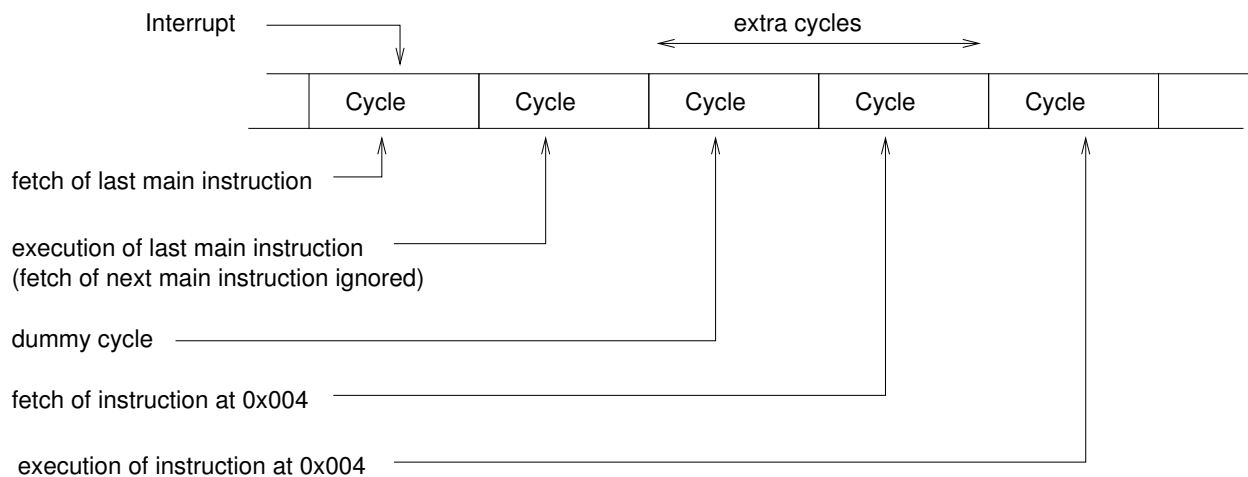 Interrupt
extra cycles
Cycle Cycle Cycle Cycle Cycle
fetch of last main instruction
execution of last main instruction
(fetch of next main instruction ignored)
dummy cycle
fetch of instruction at 0x004
execution of instruction at 0x004